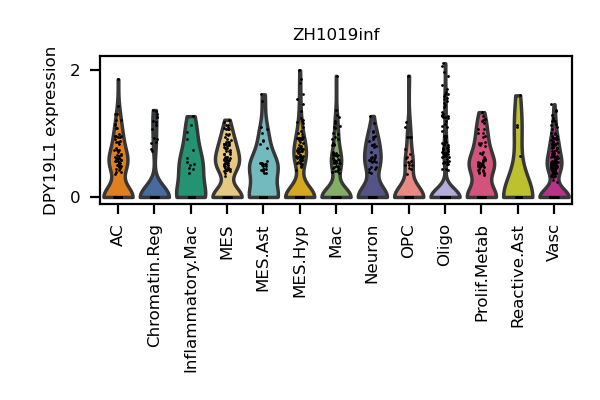 ZH1019inf
DPY19L1 expression
2
0
AC
Chromatin.Reg
Inflammatory.Mac
MES
MES.Ast
MES.Hyp
Mac
Neuron
OPC
Oligo
Prolif.Metab
Reactive.Ast
Vasc